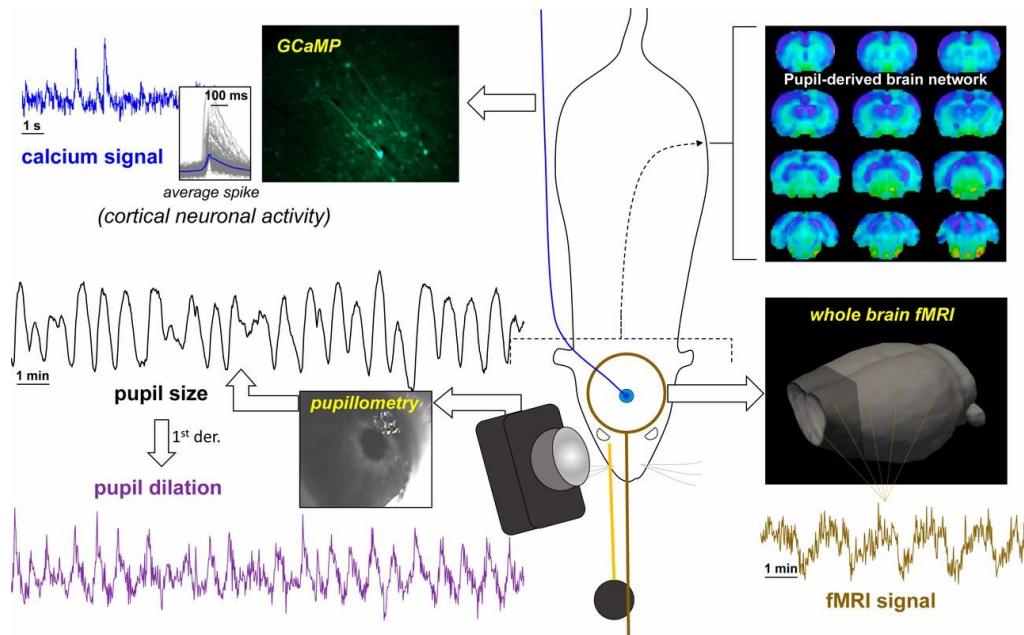 GCaMP
100 ms
1 s
calcium signal
average spike
(cortical neuronal activity)
Pupil-derived brain network
1 min
pupil size
1st der.
pupil dilation
pupillometry
whole brain fMRI
1 min
fMRI signal